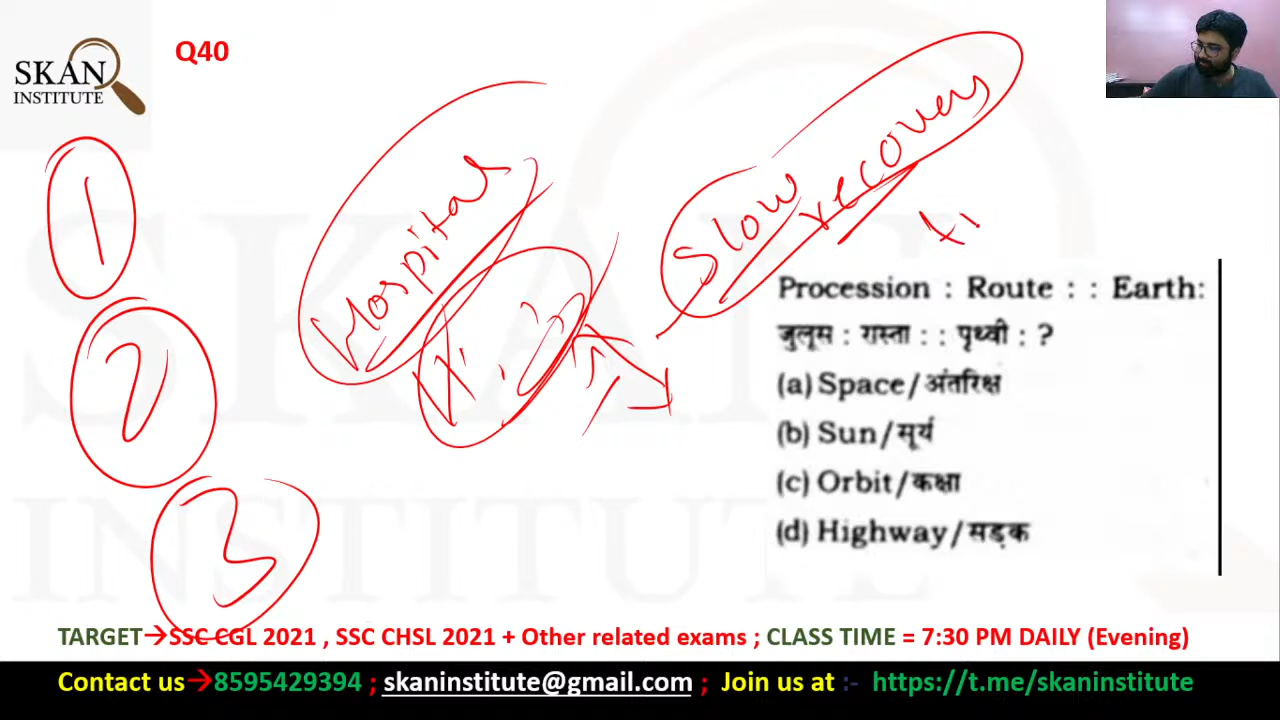 SKAN
INSTITUTE
Q40
1
2
3
Hospital
Slow
recovery
Procession : Route : : Earth:
जुलूस : रास्ता : : पृथ्वी : ?
(a) Space/अंतरिक्ष
(b) Sun/सूर्य
(c) Orbit/कक्षा
(d) Highway/सड़क
TARGET→SSC CGL 2021 , SSC CHSL 2021 + Other related exams ; CLASS TIME = 7:30 PM DAILY (Evening)
Contact us→8595429394 ; skaninstitute@gmail.com ; Join us at :- https://t.me/skaninstitute